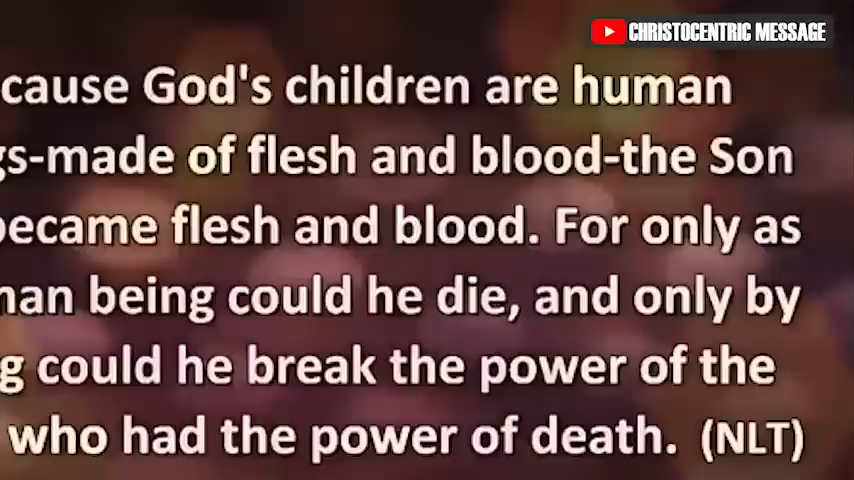 CHRISTOCENTRIC MESSAGE
cause God's children are human
gs-made of flesh and blood-the Son
became flesh and blood. For only as
man being could he die, and only by
g could he break the power of the
who had the power of death. (NLT)